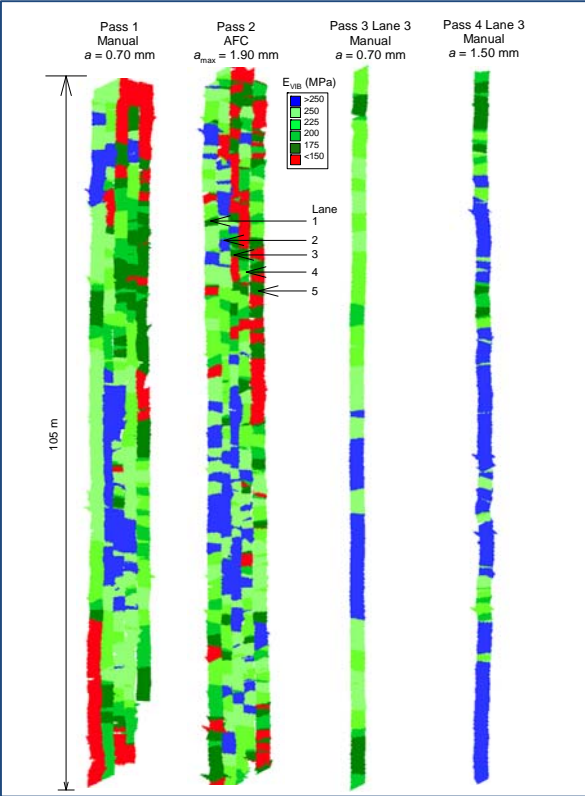 Pass 1
Manual
a = 0.70 mm
Pass 2
AFC
amax = 1.90 mm
Pass 3 Lane 3
Manual
a = 0.70 mm
Pass 4 Lane 3
Manual
a = 1.50 mm
EVIB (MPa)
>250
250
225
200
175
<150
Lane
1
2
3
4
5
105 m